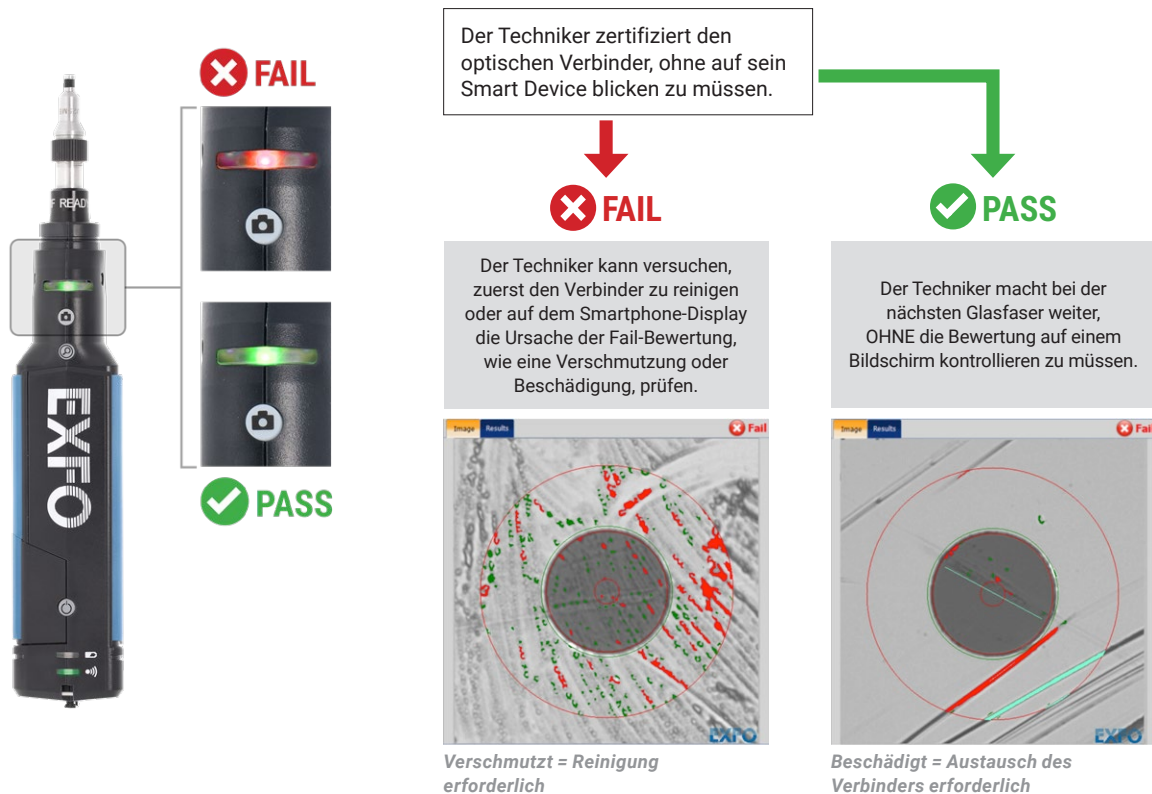 FAIL
F READY
EXFO
PASS
Der Techniker zertifiziert den
optischen Verbinder, ohne auf sein
Smart Device blicken zu müssen.
FAIL
Der Techniker kann versuchen,
zuerst den Verbinder zu reinigen
oder auf dem Smartphone-Display
die Ursache der Fail-Bewertung,
wie eine Verschmutzung oder
Beschädigung, prüfen.
Image Results Fail
EXFO
Verschmutzt = Reinigung
erforderlich
PASS
Der Techniker macht bei der
nächsten Glasfaser weiter,
OHNE die Bewertung auf einem
Bildschirm kontrollieren zu müssen.
Image Results Fail
EXFO
Beschädigt = Austausch des
Verbinders erforderlich